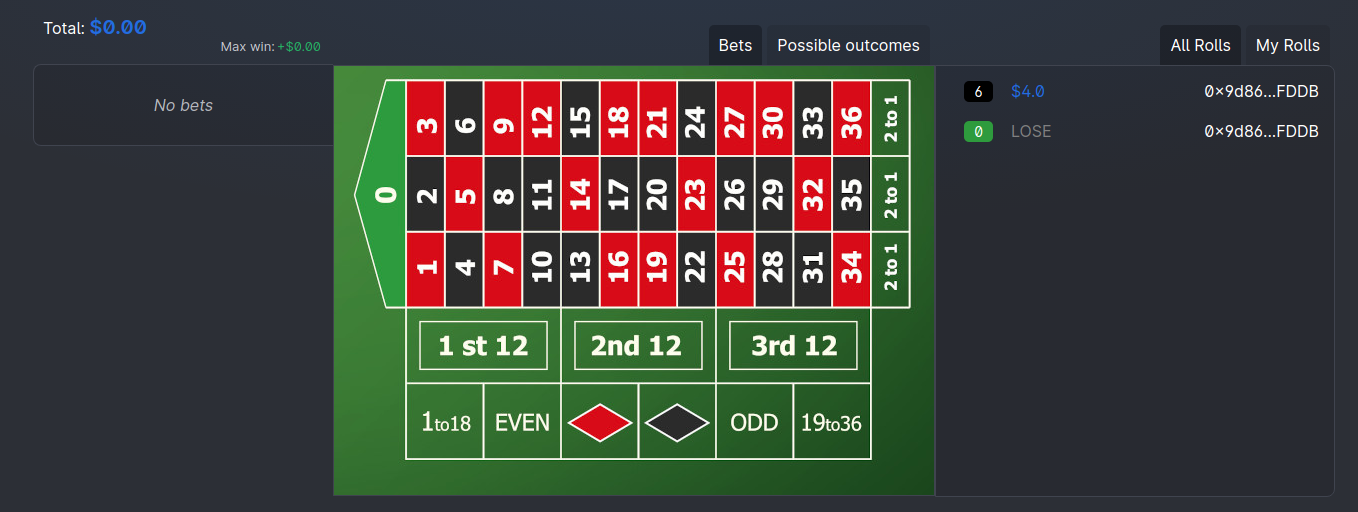 Total: $0.00
Max win: +$0.00
Bets
Possible outcomes
All Rolls
My Rolls
No bets
6 $4.0 0×9d86...FDDB
0 LOSE 0×9d86...FDDB
0
3 6 9 12 15 18 21 24 27 30 33 36 2 to 1
2 5 8 11 14 17 20 23 26 29 32 35 2 to 1
1 4 7 10 13 16 19 22 25 28 31 34 2 to 1
1 st 12 2nd 12 3rd 12
1to18 EVEN ODD 19to36